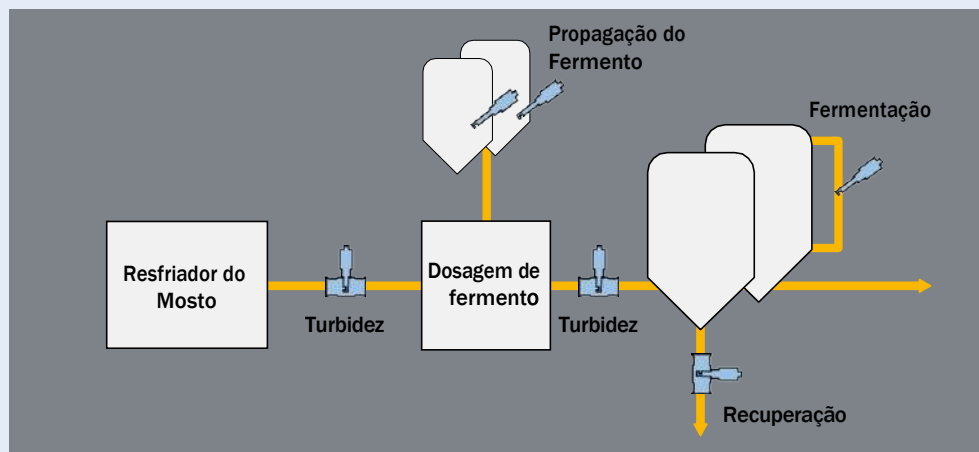 Propagação do
Fermento
Fermentação
Resfriador do
Mosto
Turbidez
Dosagem de
fermento
Turbidez
Recuperação